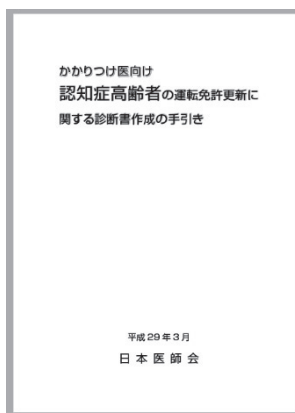 かかりつけ医向け
認知症高齢者の運転免許更新に
関する診断書作成の手引き
平成29年3月
日本医師会